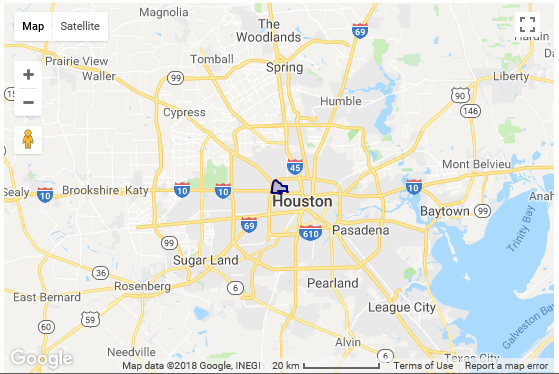 Map Satellite
Magnolia
The
Woodlands
69
Hardin
Dan
Prairie View
Tomball
Spring
Waller
99
Liberty
Humble
90
146
Cypress
45
Mont Belvieu
Sealy
10
Brookshire
Katy
10
10
10
Anah
Houston
Baytown
99
69
610
Pasadena
Trinity Bay
Sugar Land
36
Rosenberg
6
Pearland
East Bernard
59
League City
60
6
Galveston Bay
Alvin
Needville
Texas City
Google
Map data ©2018 Google, INEGI 20 km Terms of Use Report a map error